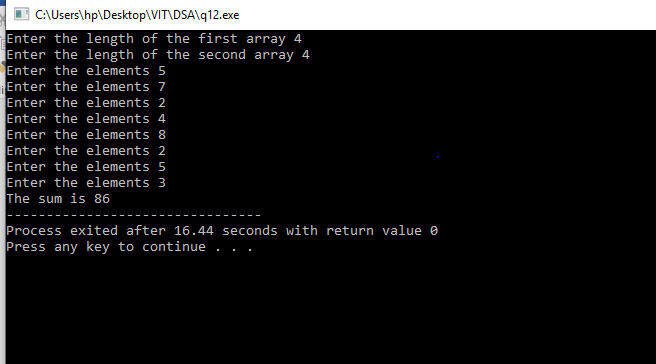 C:\Users\hp\Desktop\VIT\DSA\q12.exe
Enter the length of the first array 4
Enter the length of the second array 4
Enter the elements 5
Enter the elements 7
Enter the elements 2
Enter the elements 4
Enter the elements 8
Enter the elements 2
Enter the elements 5
Enter the elements 3
The sum is 86
--------------------------------
Process exited after 16.44 seconds with return value 0
Press any key to continue . . .